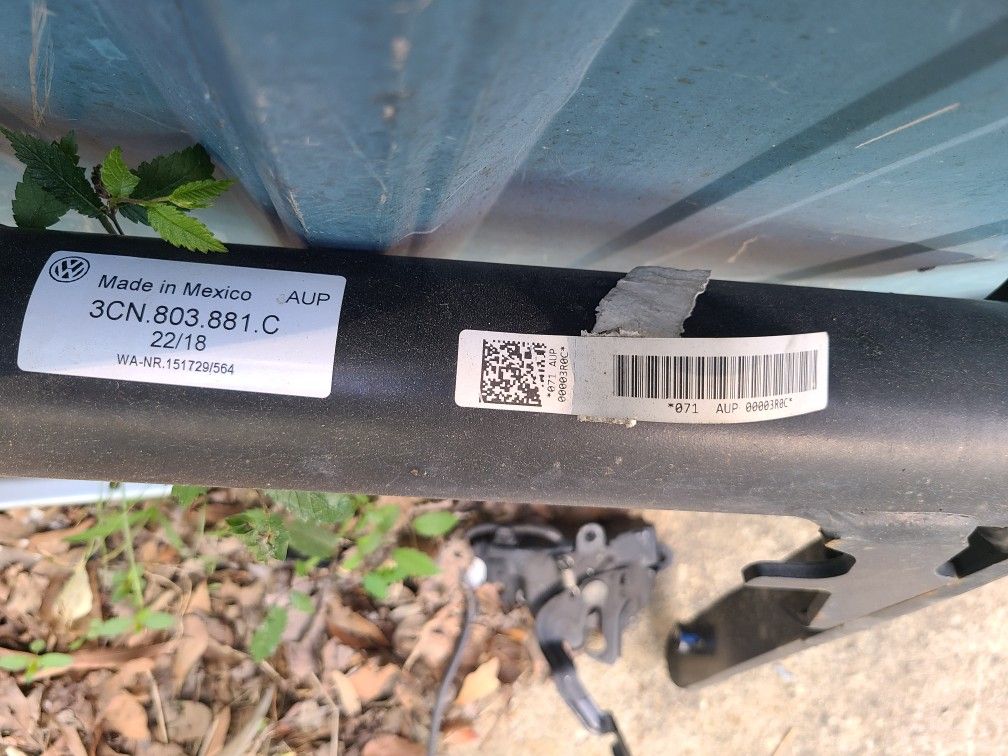 Made in Mexico AUP
3CN.803.881.C
22/18
WA-NR.151729/564
*071 AUP
00003R0C*
*071 AUP 00003R0C*